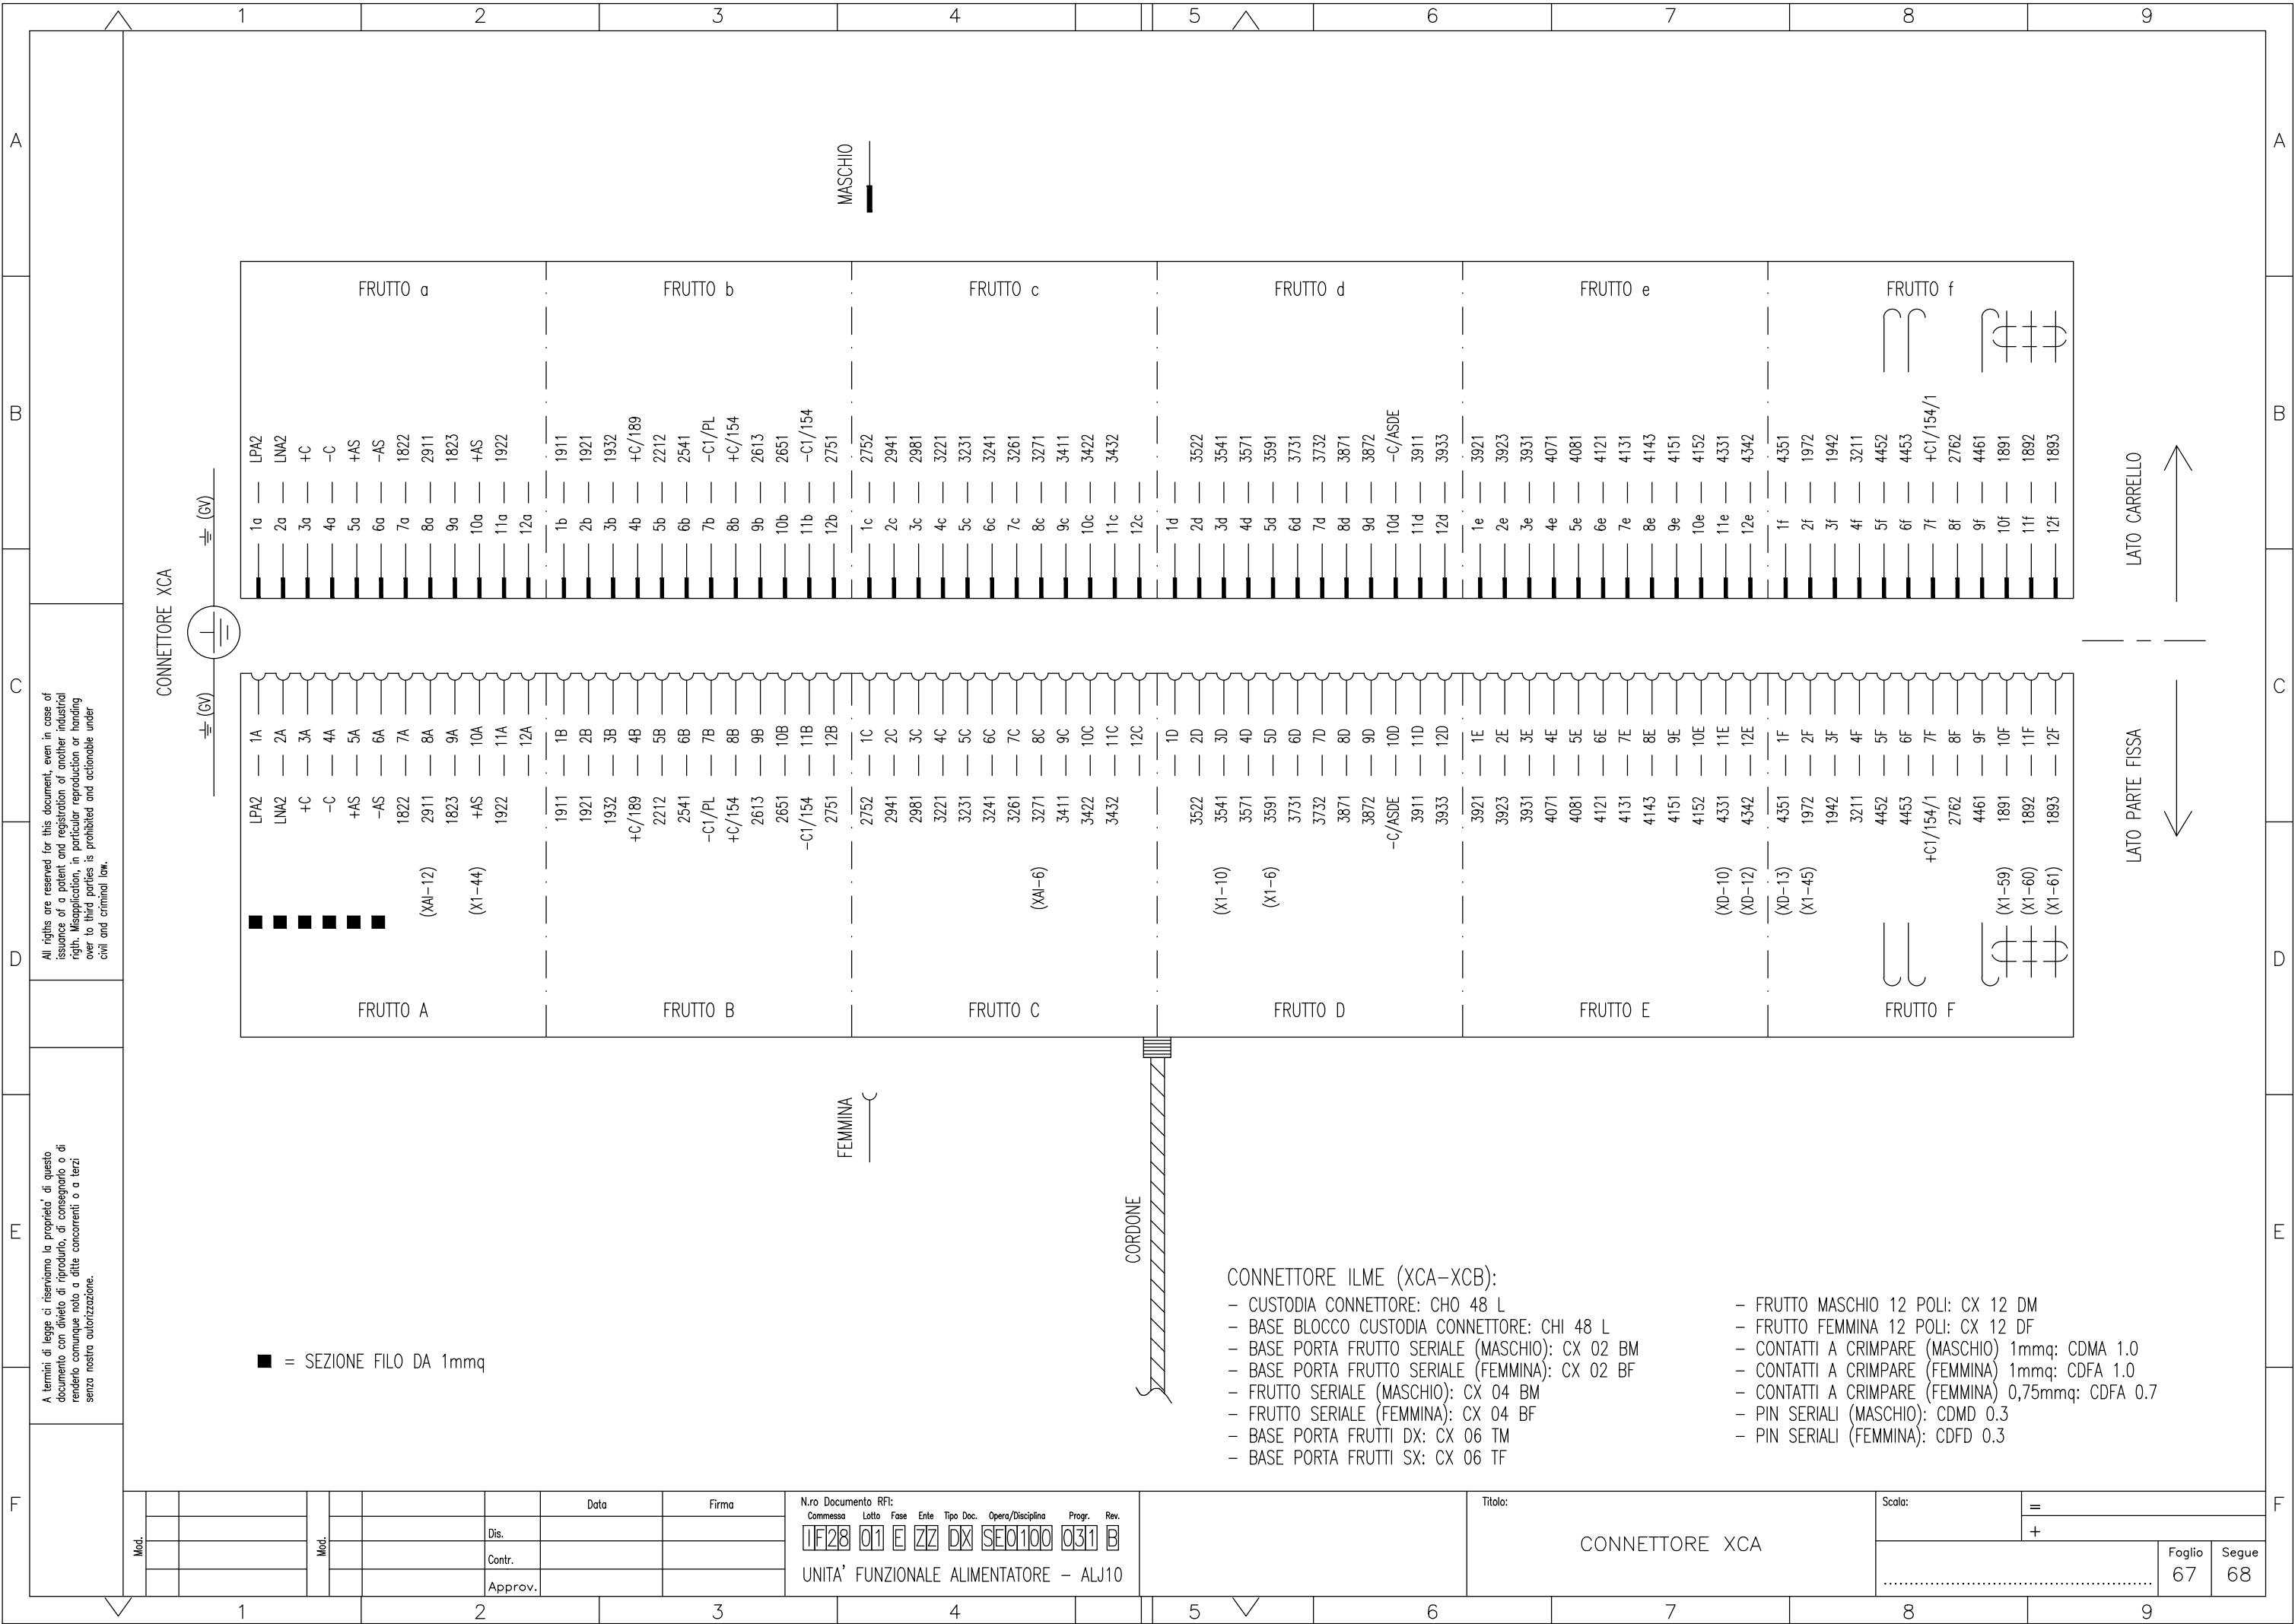 1 2 3 4 5 6 7 8 9
A A
B B
C C
D D
E E
F F
MASCHIO
FRUTTO a FRUTTO b FRUTTO c FRUTTO d FRUTTO e FRUTTO f
LPA2 LNA2 +C -C +AS -AS 1822 2911 1823 +AS 1922
1911 1921 1932 +C/189 2212 2541 -C1/PL +C/154 2613 2651 -C1/154 2751
2752 2941 2981 3221 3231 3241 3261 3271 3411 3422 3432
3522 3541 3571 3591 3731 3732 3871 3872 -C/ASDE 3911 3933
3921 3923 3931 4071 4081 4121 4131 4143 4151 4152 4331 4342
4351 1972 1942 3211 4452 4453 +C1/154/1 2762 4461 1891 1892 1893
1a 2a 3a 4a 5a 6a 7a 8a 9a 10a 11a 12a
1b 2b 3b 4b 5b 6b 7b 8b 9b 10b 11b 12b
1c 2c 3c 4c 5c 6c 7c 8c 9c 10c 11c 12c
1d 2d 3d 4d 5d 6d 7d 8d 9d 10d 11d 12d
1e 2e 3e 4e 5e 6e 7e 8e 9e 10e 11e 12e
1f 2f 3f 4f 5f 6f 7f 8f 9f 10f 11f 12f
(GV)
CONNETTORE XCA
(GV)
LATO CARRELLO
LATO PARTE FISSA
1A 2A 3A 4A 5A 6A 7A 8A 9A 10A 11A 12A
1B 2B 3B 4B 5B 6B 7B 8B 9B 10B 11B 12B
1C 2C 3C 4C 5C 6C 7C 8C 9C 10C 11C 12C
1D 2D 3D 4D 5D 6D 7D 8D 9D 10D 11D 12D
1E 2E 3E 4E 5E 6E 7E 8E 9E 10E 11E 12E
1F 2F 3F 4F 5F 6F 7F 8F 9F 10F 11F 12F
LPA2 LNA2 +C -C +AS -AS 1822 2911 1823 +AS 1922
1911 1921 1932 +C/189 2212 2541 -C1/PL +C/154 2613 2651 -C1/154 2751
2752 2941 2981 3221 3231 3241 3261 3271 3411 3422 3432
3522 3541 3571 3591 3731 3732 3871 3872 -C/ASDE 3911 3933
3921 3923 3931 4071 4081 4121 4131 4143 4151 4152 4331 4342
4351 1972 1942 3211 4452 4453 +C1/154/1 2762 4461 1891 1892 1893
(XAI-12) (X1-44) (XAI-6) (X1-10) (X1-6) (XD-10) (XD-12) (XD-13) (X1-45) (X1-59) (X1-60) (X1-61)
FRUTTO A FRUTTO B FRUTTO C FRUTTO D FRUTTO E FRUTTO F
FEMMINA
CORDONE
■ = SEZIONE FILO DA 1mmq
CONNETTORE ILME (XCA-XCB):
- CUSTODIA CONNETTORE: CHO 48 L
- BASE BLOCCO CUSTODIA CONNETTORE: CHI 48 L
- BASE PORTA FRUTTO SERIALE (MASCHIO): CX 02 BM
- BASE PORTA FRUTTO SERIALE (FEMMINA): CX 02 BF
- FRUTTO SERIALE (MASCHIO): CX 04 BM
- FRUTTO SERIALE (FEMMINA): CX 04 BF
- BASE PORTA FRUTTI DX: CX 06 TM
- BASE PORTA FRUTTI SX: CX 06 TF
- FRUTTO MASCHIO 12 POLI: CX 12 DM
- FRUTTO FEMMINA 12 POLI: CX 12 DF
- CONTATTI A CRIMPARE (MASCHIO) 1mmq: CDMA 1.0
- CONTATTI A CRIMPARE (FEMMINA) 1mmq: CDFA 1.0
- CONTATTI A CRIMPARE (FEMMINA) 0,75mmq: CDFA 0.7
- PIN SERIALI (MASCHIO): CDMD 0.3
- PIN SERIALI (FEMMINA): CDFD 0.3
All rigths are reserved for this document, even in case of
issuance of a patent and registration of another industrial
rigth. Misapplication, in particular reproduction or handing
over to third parties is prohibited and actionable under
civil and criminal law.
A termini di legge ci riserviamo la proprieta' di questo
documento con divieto di riprodurlo, di consegnarlo o di
renderlo comunque noto a ditte concorrenti o a terzi
senza nostra autorizzazione.
Mod. Mod.
Data Firma
Dis.
Contr.
Approv.
N.ro Documento RFI:
Commessa Lotto Fase Ente Tipo Doc. Opera/Disciplina Progr. Rev.
IF28 01 E ZZ DX SE0100 031 B
UNITA' FUNZIONALE ALIMENTATORE - ALJ10
Titolo:
CONNETTORE XCA
Scala:
=
+
Foglio Segue
67 68
1 2 3 4 5 6 7 8 9